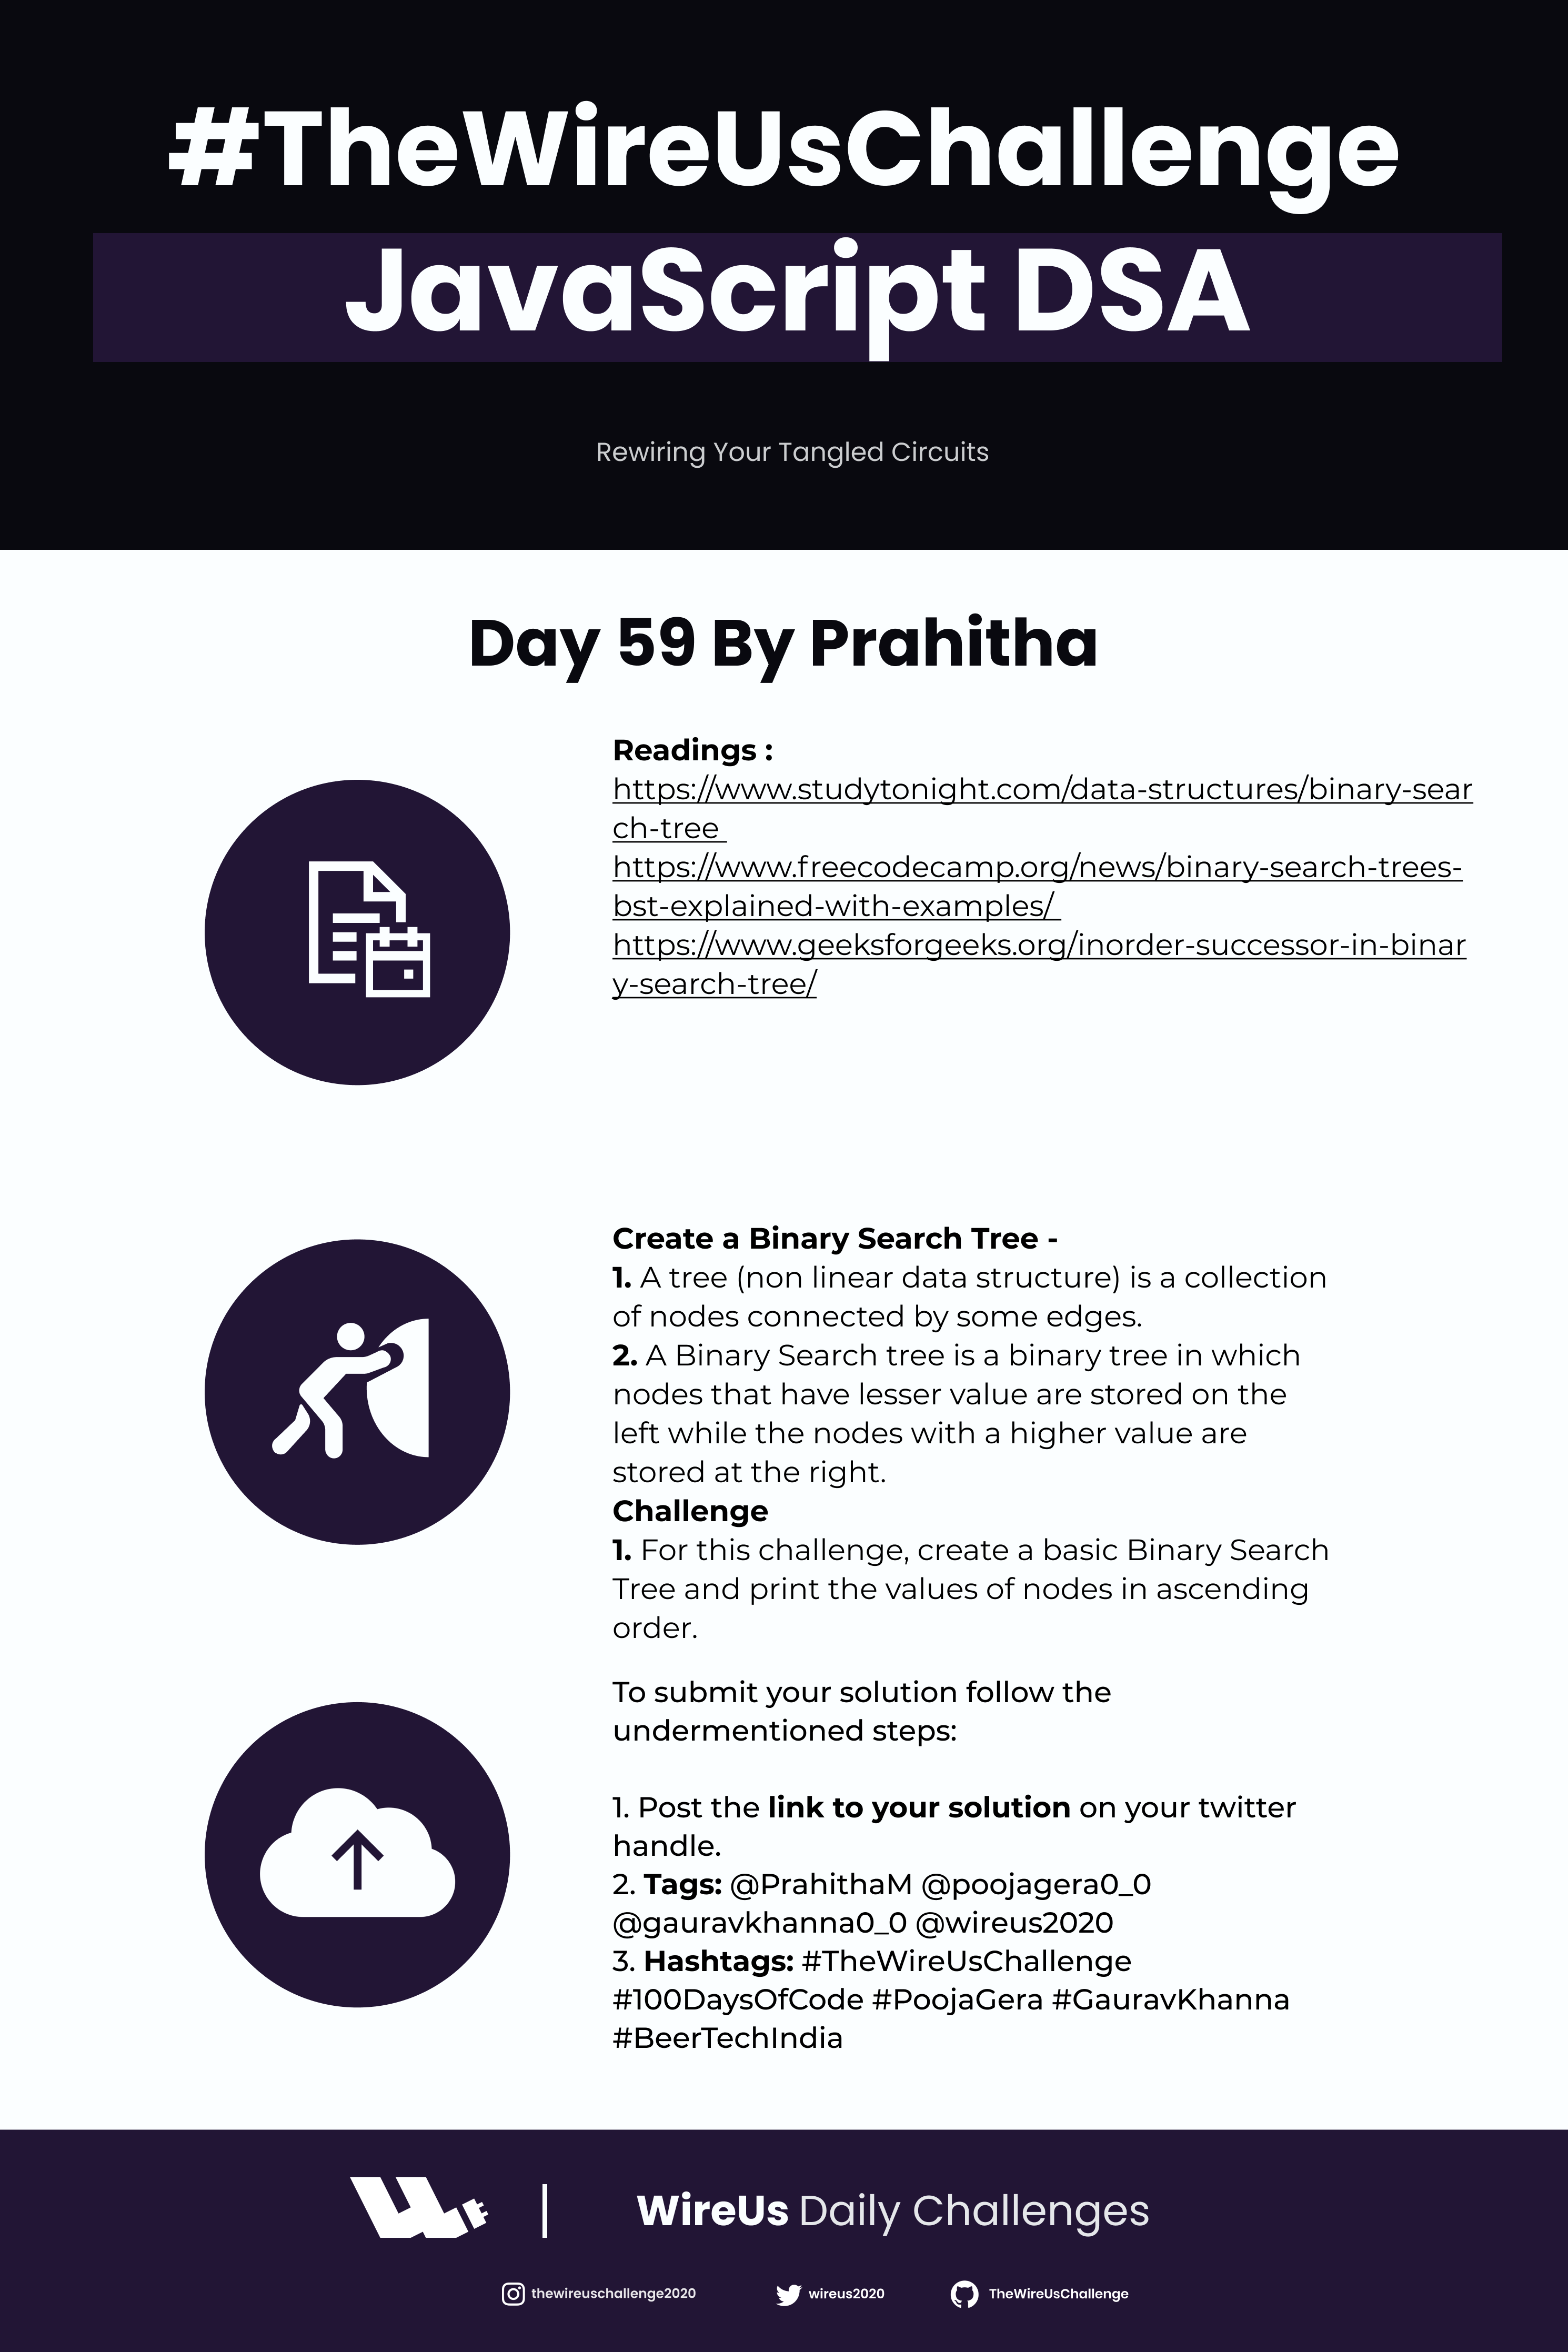 #TheWireUsChallenge
JavaScript DSA
Rewiring Your Tangled Circuits
Day 59 By Prahitha
Readings :
https://www.studytonight.com/data-structures/binary-sear
ch-tree
https://www.freecodecamp.org/news/binary-search-trees-
bst-explained-with-examples/
https://www.geeksforgeeks.org/inorder-successor-in-binar
y-search-tree/
Create a Binary Search Tree -
1. A tree (non linear data structure) is a collection
of nodes connected by some edges.
2. A Binary Search tree is a binary tree in which
nodes that have lesser value are stored on the
left while the nodes with a higher value are
stored at the right.
Challenge
1. For this challenge, create a basic Binary Search
Tree and print the values of nodes in ascending
order.
To submit your solution follow the
undermentioned steps:
1. Post the link to your solution on your twitter
handle.
2. Tags: @PrahithaM @poojagera0_0
@gauravkhanna0_0 @wireus2020
3. Hashtags: #TheWireUsChallenge
#100DaysOfCode #PoojaGera #GauravKhanna
#BeerTechIndia
WireUs Daily Challenges
thewireuschallenge2020 wireus2020 TheWireUsChallenge